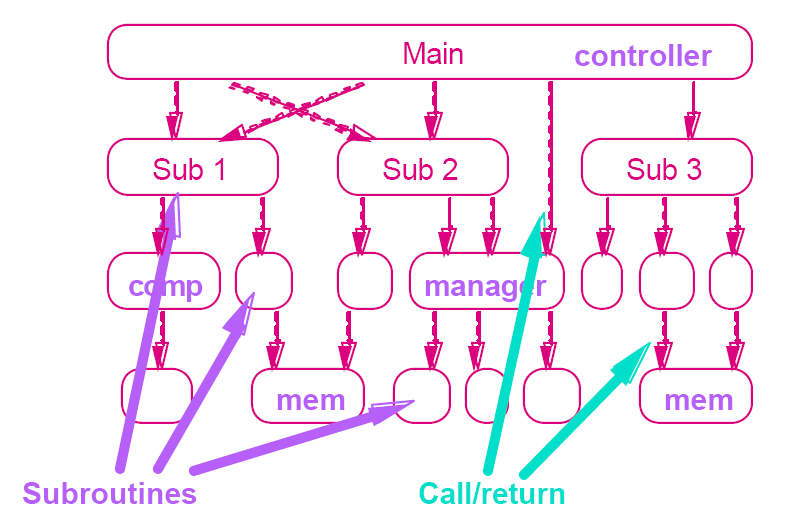 Main controller
Sub 1 Sub 2 Sub 3
comp manager
mem mem
Subroutines Call/return